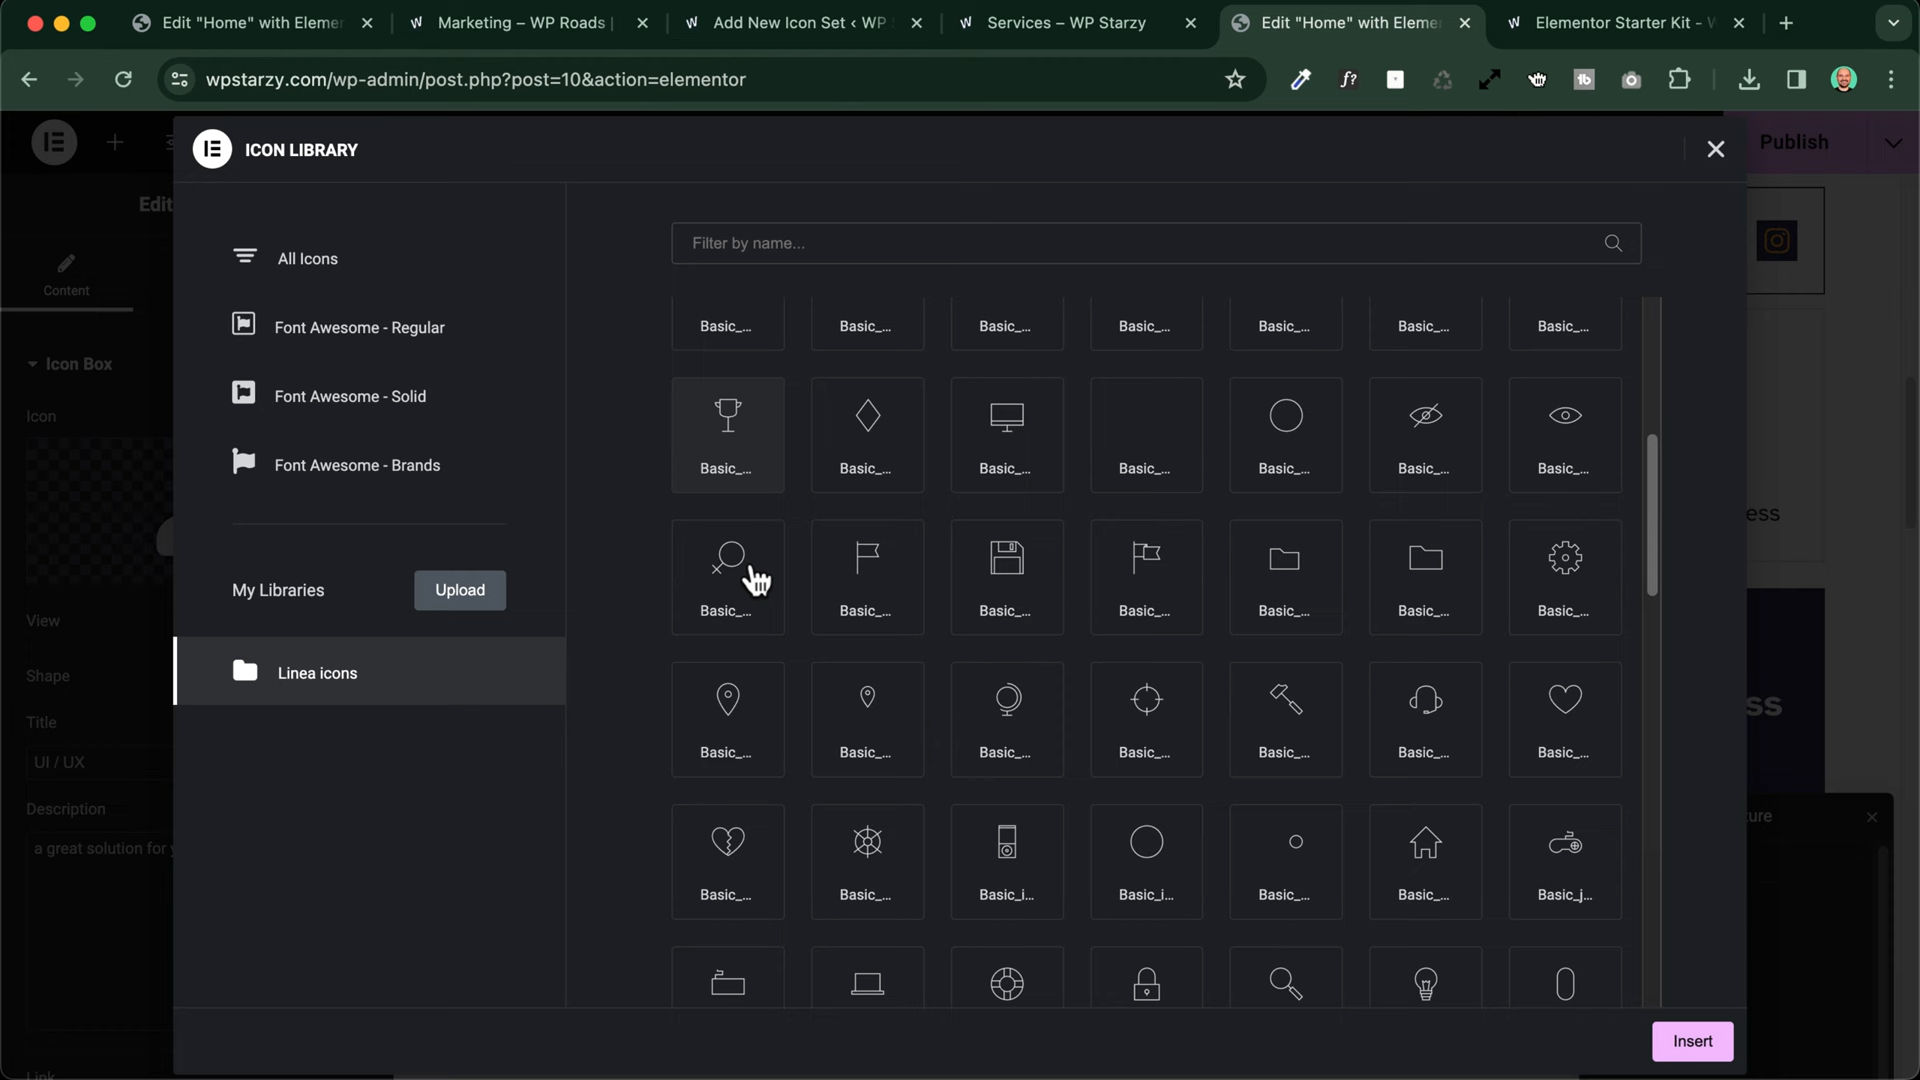 Edit "Home" with Eleme
Marketing – WP Roads |
Add New Icon Set ‹ WP
Services – WP Starzy
Edit "Home" with Eleme
Elementor Starter Kit -
wpstarzy.com/wp-admin/post.php?post=10&action=elementor
f?
tb
ICON LIBRARY
Publish
Edit
Content
Icon Box
Icon
View
Shape
Title
UI / UX
Description
a great solution for y
Link
All Icons
Font Awesome - Regular
Font Awesome - Solid
Font Awesome - Brands
My Libraries
Upload
Linea icons
Filter by name...
Basic_... Basic_... Basic_... Basic_... Basic_... Basic_... Basic_...
Basic_... Basic_... Basic_... Basic_... Basic_... Basic_... Basic_...
Basic_... Basic_... Basic_... Basic_... Basic_... Basic_... Basic_...
Basic_... Basic_... Basic_... Basic_... Basic_... Basic_... Basic_...
Basic_... Basic_... Basic_i... Basic_i... Basic_... Basic_... Basic_j...
Insert
ess
ss
ture